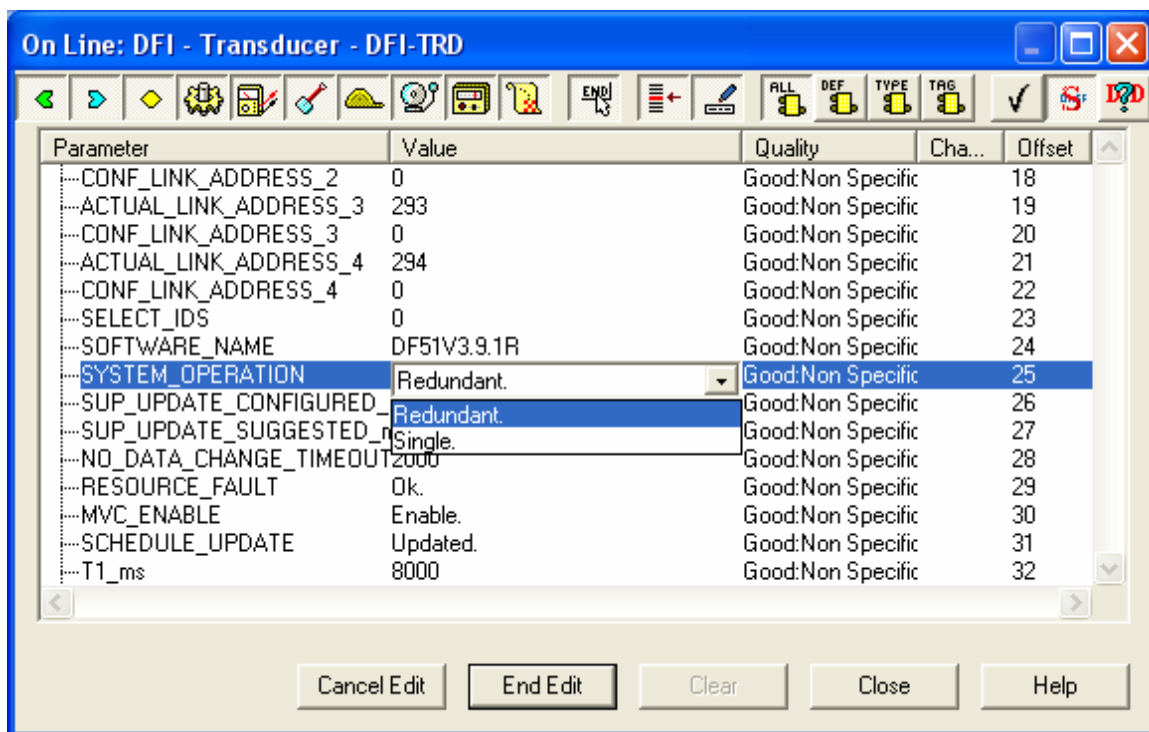 On Line: DFI - Transducer - DFI-TRD
END ALL DEF TYPE TAG
Parameter Value Quality Cha... Offset
CONF_LINK_ADDRESS_2 0 Good:Non Specific 18
ACTUAL_LINK_ADDRESS_3 293 Good:Non Specific 19
CONF_LINK_ADDRESS_3 0 Good:Non Specific 20
ACTUAL_LINK_ADDRESS_4 294 Good:Non Specific 21
CONF_LINK_ADDRESS_4 0 Good:Non Specific 22
SELECT_IDS 0 Good:Non Specific 23
SOFTWARE_NAME DF51V3.9.1R Good:Non Specific 24
SYSTEM_OPERATION Redundant. Good:Non Specific 25
SUP_UPDATE_CONFIGURED_ Redundant. Good:Non Specific 26
SUP_UPDATE_SUGGESTED_ Single. Good:Non Specific 27
NO_DATA_CHANGE_TIMEOUT 2000 Good:Non Specific 28
RESOURCE_FAULT Ok. Good:Non Specific 29
MVC_ENABLE Enable. Good:Non Specific 30
SCHEDULE_UPDATE Updated. Good:Non Specific 31
T1_ms 8000 Good:Non Specific 32
Cancel Edit End Edit Clear Close Help